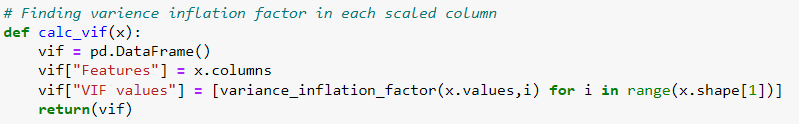 # Finding varience inflation factor in each scaled column
def calc_vif(x):
    vif = pd.DataFrame()
    vif["Features"] = x.columns
    vif["VIF values"] = [variance_inflation_factor(x.values,i) for i in range(x.shape[1])]
    return(vif)